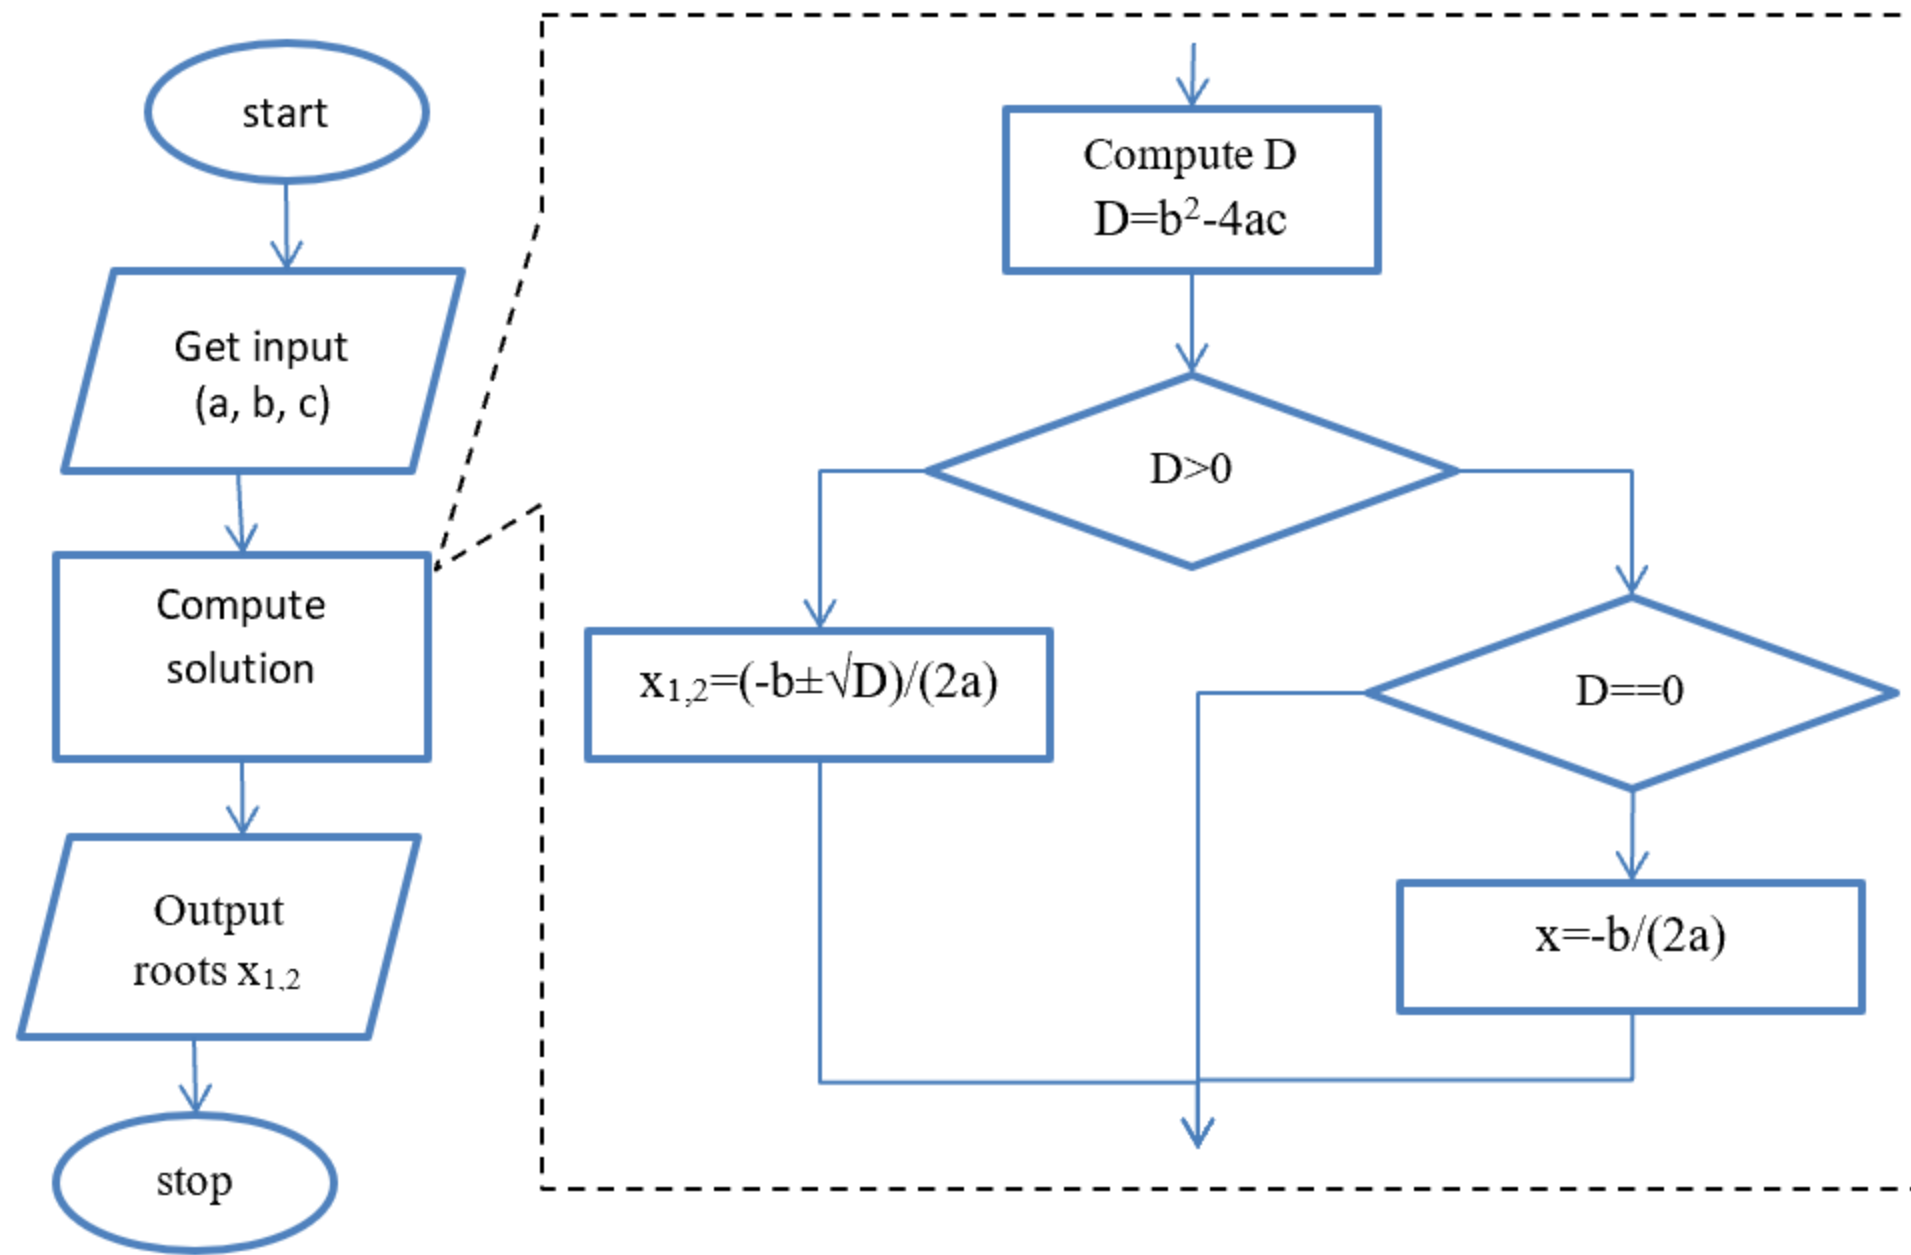 start
Get input
(a, b, c)
Compute
solution
Output
roots x₁,₂
stop
Compute D
D=b²-4ac
D>0
x₁,₂=(-b±√D)/(2a)
D==0
x=-b/(2a)